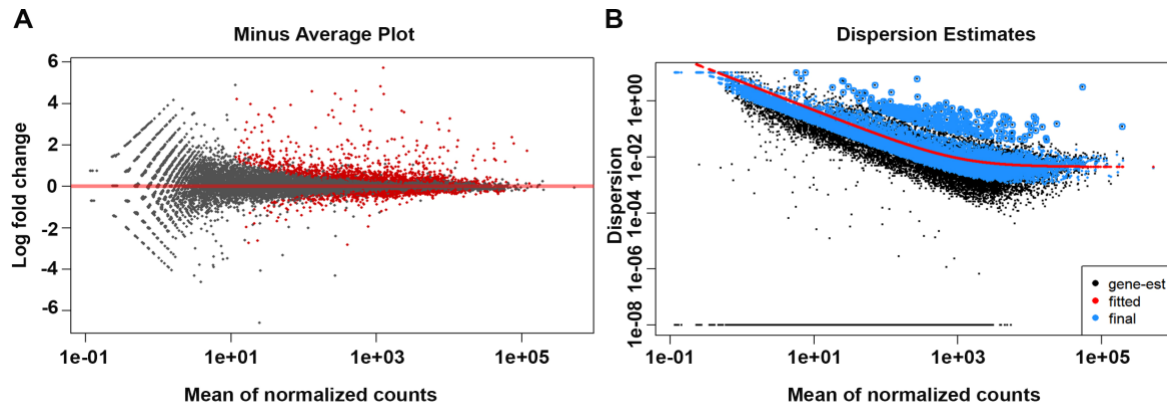 A
Minus Average Plot
Log fold change
6
4
2
0
-2
-4
-6
1e-01
1e+01
1e+03
1e+05
Mean of normalized counts
B
Dispersion Estimates
Dispersion
1e+00
1e-02
1e-04
1e-06
1e-08
gene-est
fitted
final
1e-01
1e+01
1e+03
1e+05
Mean of normalized counts